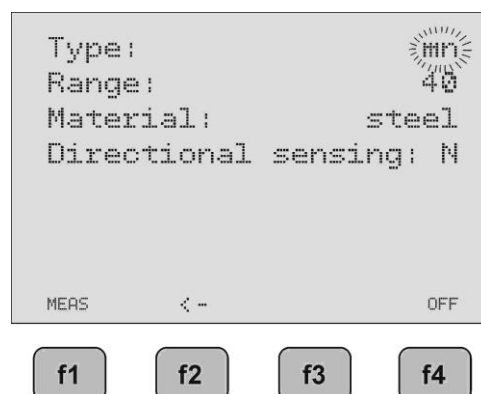 Type: mn
Range: 40
Material: steel
Directional sensing: N
MEAS <- OFF
f1 f2 f3 f4